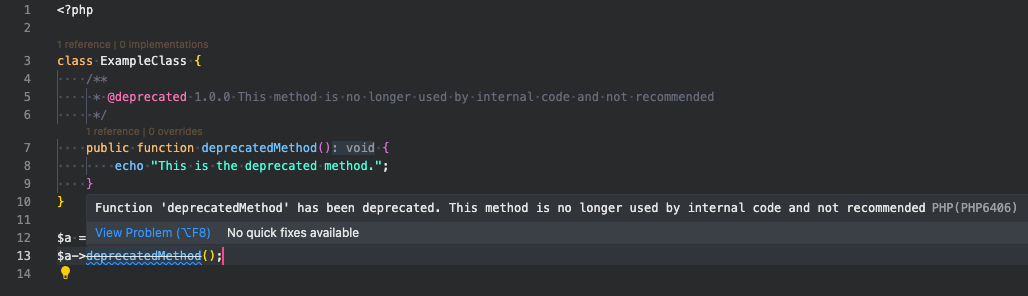 1 <?php
2
1 reference | 0 implementations
3 class ExampleClass {
4 /**
5 * @deprecated 1.0.0 This method is no longer used by internal code and not recommended
6 */
1 reference | 0 overrides
7 public function deprecatedMethod(): void {
8 echo "This is the deprecated method.";
9 }
10 }
Function 'deprecatedMethod' has been deprecated. This method is no longer used by internal code and not recommended PHP(PHP6406)
11
View Problem (⌥F8) No quick fixes available
12 $a =
13 $a->deprecatedMethod();
14